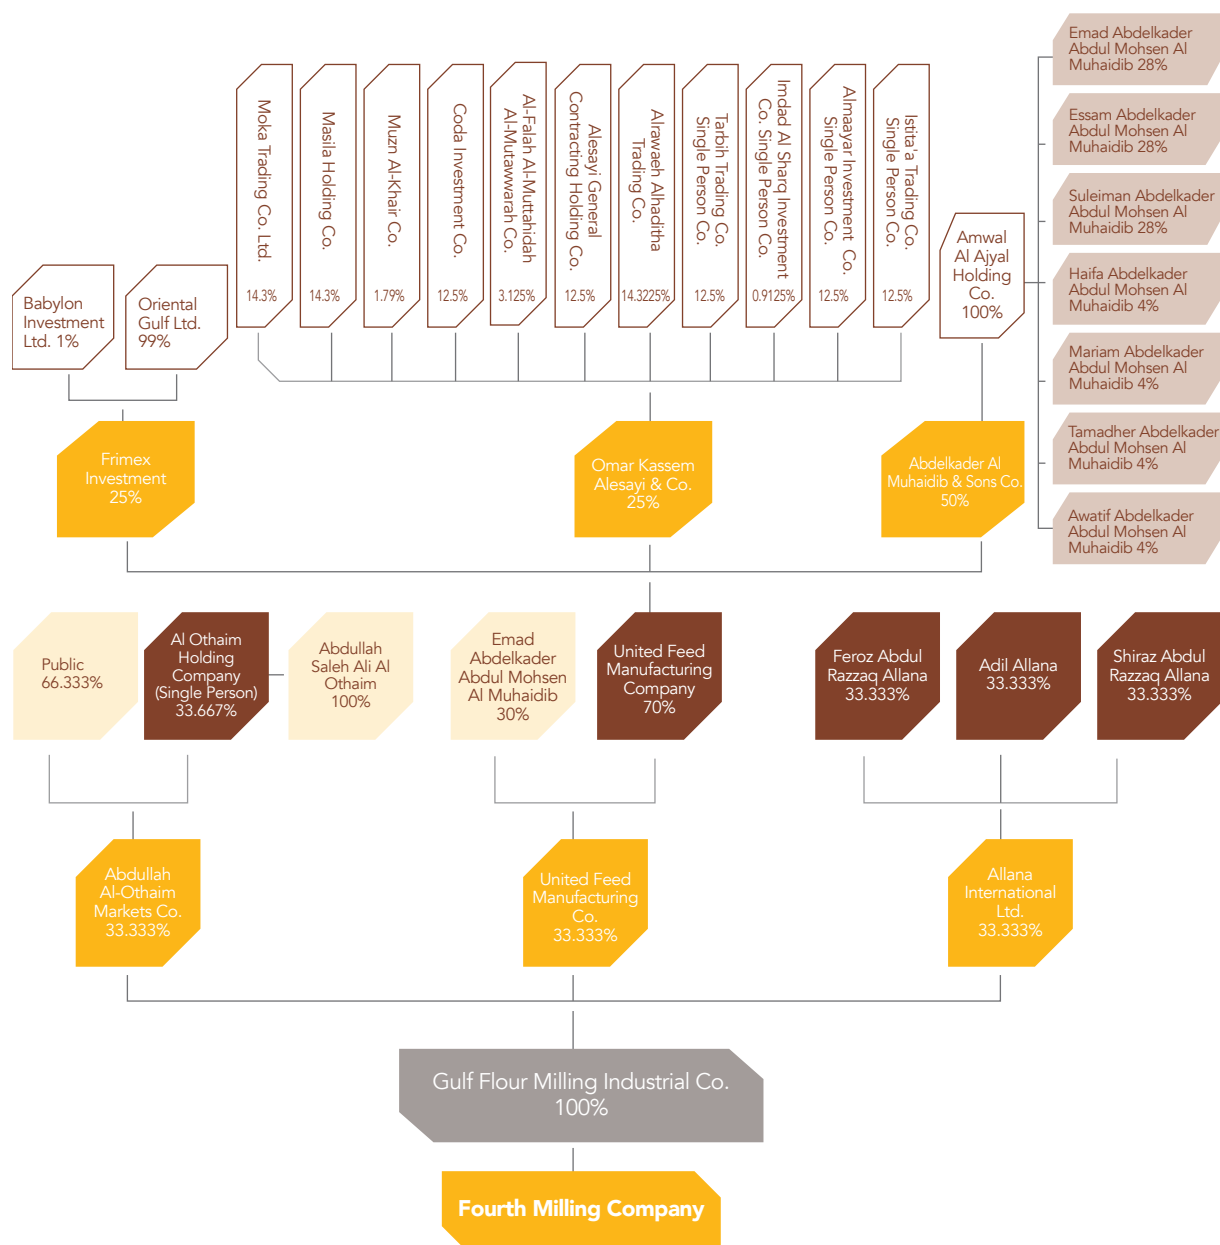 Emad Abdelkader
Abdul Mohsen Al
Muhaidib 28%
Essam Abdelkader
Abdul Mohsen Al
Muhaidib 28%
Suleiman Abdelkader
Abdul Mohsen Al
Muhaidib 28%
Haifa Abdelkader
Abdul Mohsen Al
Muhaidib 4%
Mariam Abdelkader
Abdul Mohsen Al
Muhaidib 4%
Tamadher Abdelkader
Abdul Mohsen Al
Muhaidib 4%
Awatif Abdelkader
Abdul Mohsen Al
Muhaidib 4%
Moka Trading Co. Ltd.
14.3%
Masila Holding Co.
14.3%
Muzn Al-Khair Co.
1.79%
Coda Investment Co.
12.5%
Al-Falah Al-Muttahidah
Al-Mutawwarah Co.
3.125%
Alesayi General
Contracting Holding Co.
12.5%
Alrawaeh Alhaditha
Trading Co.
14.3225%
Tarbih Trading Co.
Single Person Co.
12.5%
Imdad Al Sharq Investment
Co. Single Person Co.
0.9125%
Almaayar Investment Co.
Single Person Co.
12.5%
Istita'a Trading Co.
Single Person Co.
12.5%
Amwal
Al Ajyal
Holding
Co.
100%
Babylon
Investment
Ltd. 1%
Oriental
Gulf Ltd.
99%
Frimex
Investment
25%
Omar Kassem
Alesayi & Co.
25%
Abdelkader Al
Muhaidib & Sons Co.
50%
Public
66.333%
Al Othaim
Holding
Company
(Single Person)
33.667%
Abdullah
Saleh Ali Al
Othaim
100%
Emad
Abdelkader
Abdul Mohsen
Al Muhaidib
30%
United Feed
Manufacturing
Company
70%
Feroz Abdul
Razzaq Allana
33.333%
Adil Allana
33.333%
Shiraz Abdul
Razzaq Allana
33.333%
Abdullah
Al-Othaim
Markets Co.
33.333%
United Feed
Manufacturing
Co.
33.333%
Allana
International
Ltd.
33.333%
Gulf Flour Milling Industrial Co.
100%
Fourth Milling Company